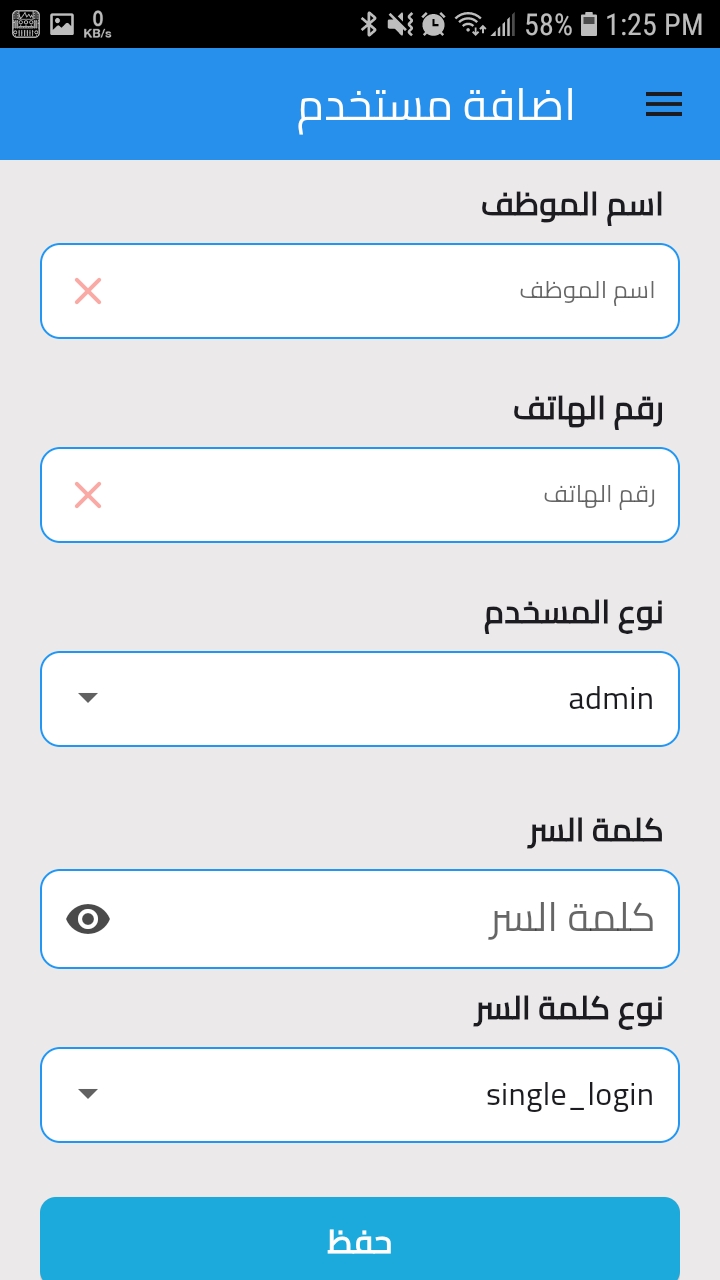 0
KB/s
58% 1:25 PM
اضافة مستخدم
اسم الموظف
اسم الموظف
رقم الهاتف
رقم الهاتف
نوع المسخدم
admin
كلمة السر
كلمة السر
نوع كلمة السر
single_login
حفظ